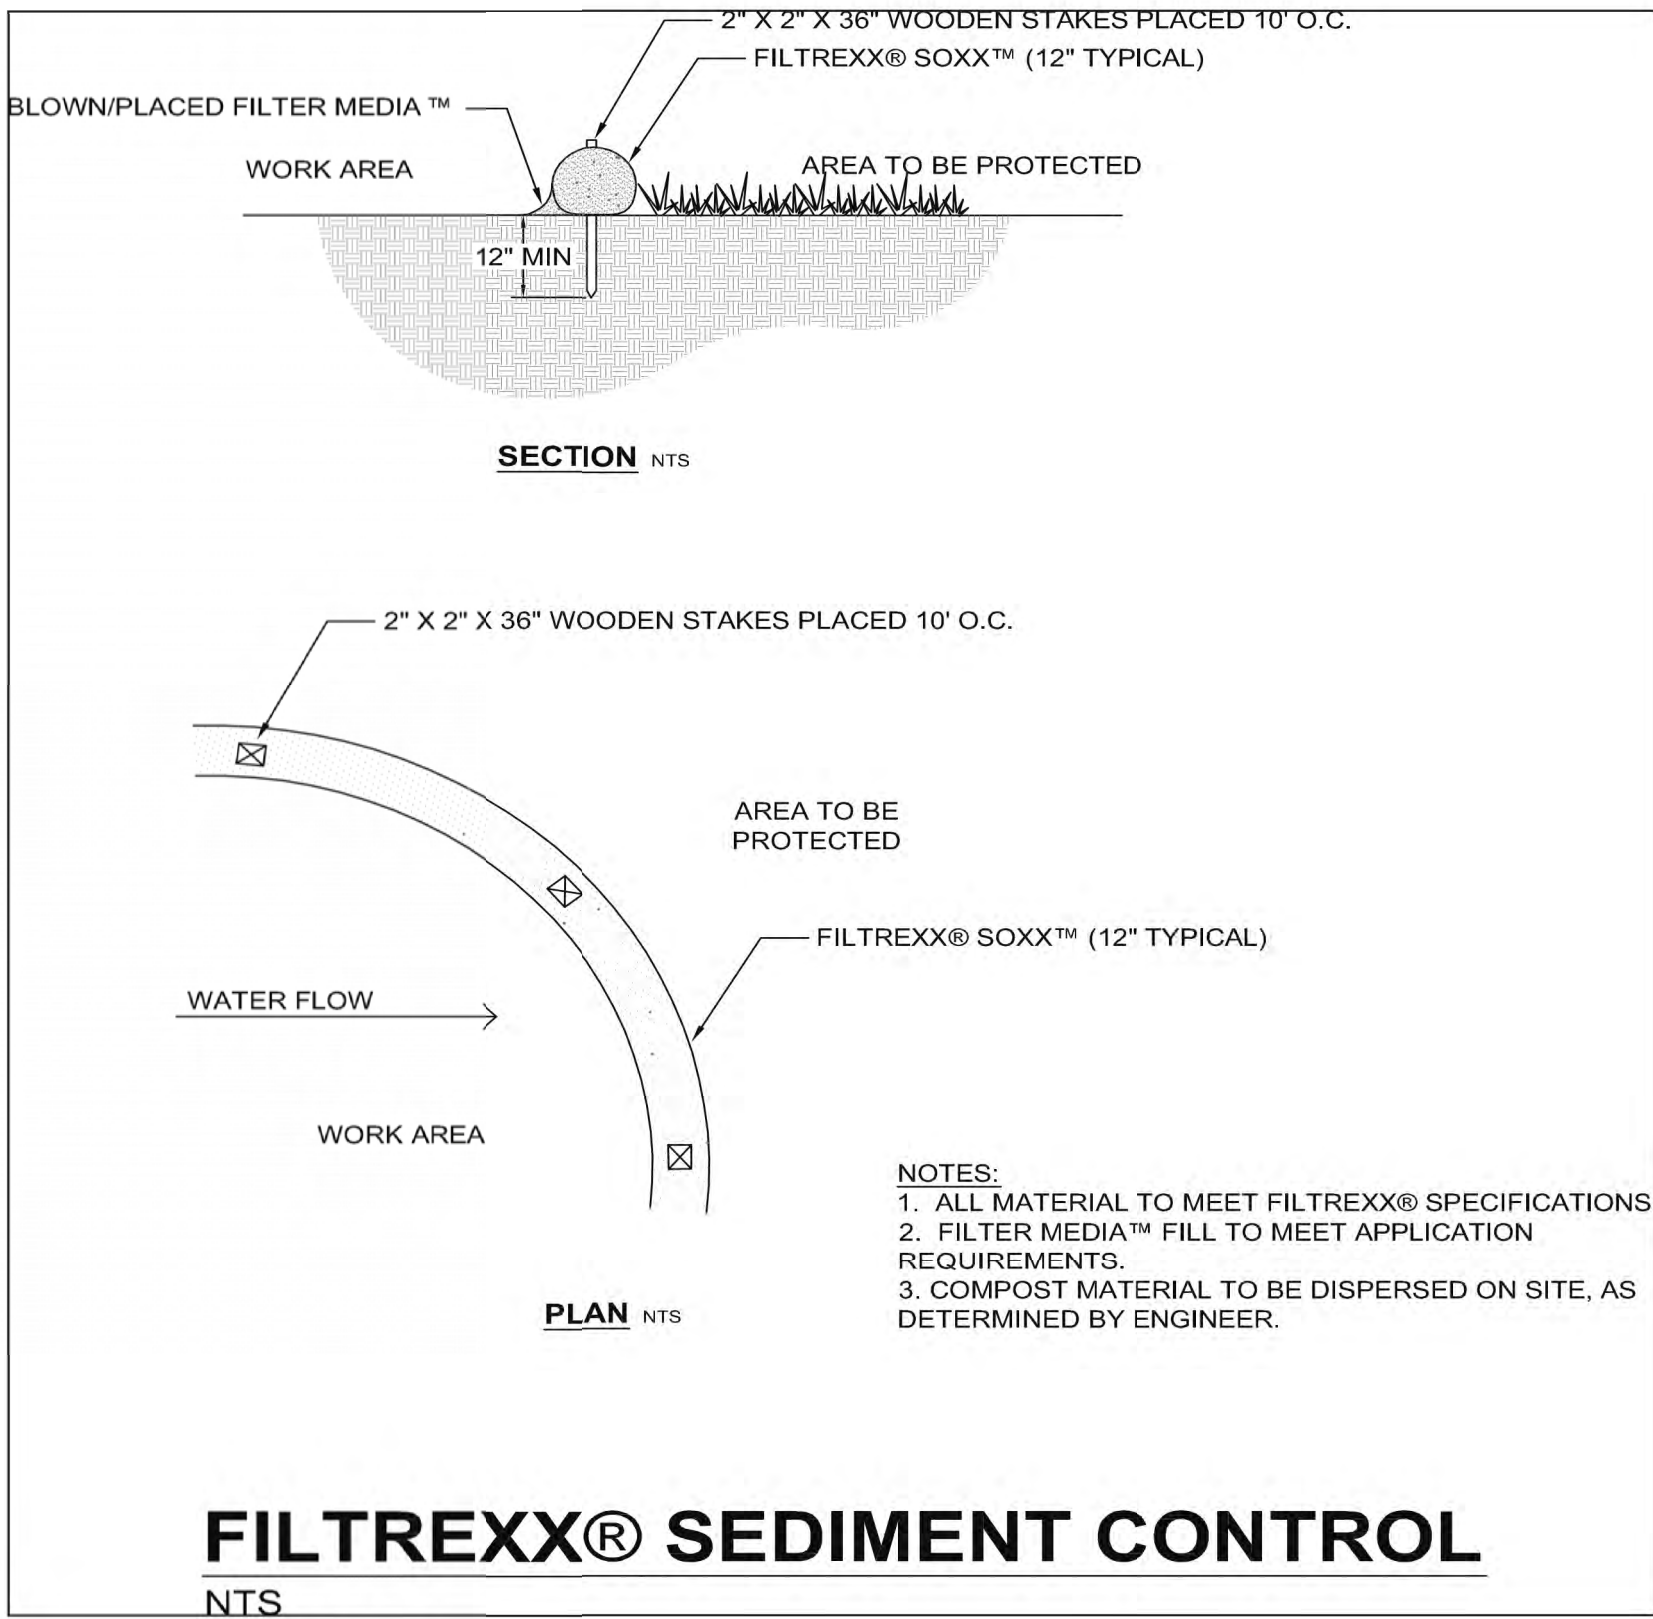 2" X 2" X 36" WOODEN STAKES PLACED 10' O.C.
FILTREXX® SOXX™ (12" TYPICAL)
BLOWN/PLACED FILTER MEDIA ™
WORK AREA
AREA TO BE PROTECTED
12" MIN
SECTION NTS
2" X 2" X 36" WOODEN STAKES PLACED 10' O.C.
AREA TO BE
PROTECTED
FILTREXX® SOXX™ (12" TYPICAL)
WATER FLOW
WORK AREA
NOTES:
1. ALL MATERIAL TO MEET FILTREXX® SPECIFICATIONS
2. FILTER MEDIA™ FILL TO MEET APPLICATION
REQUIREMENTS.
3. COMPOST MATERIAL TO BE DISPERSED ON SITE, AS
DETERMINED BY ENGINEER.
PLAN NTS
FILTREXX® SEDIMENT CONTROL
NTS